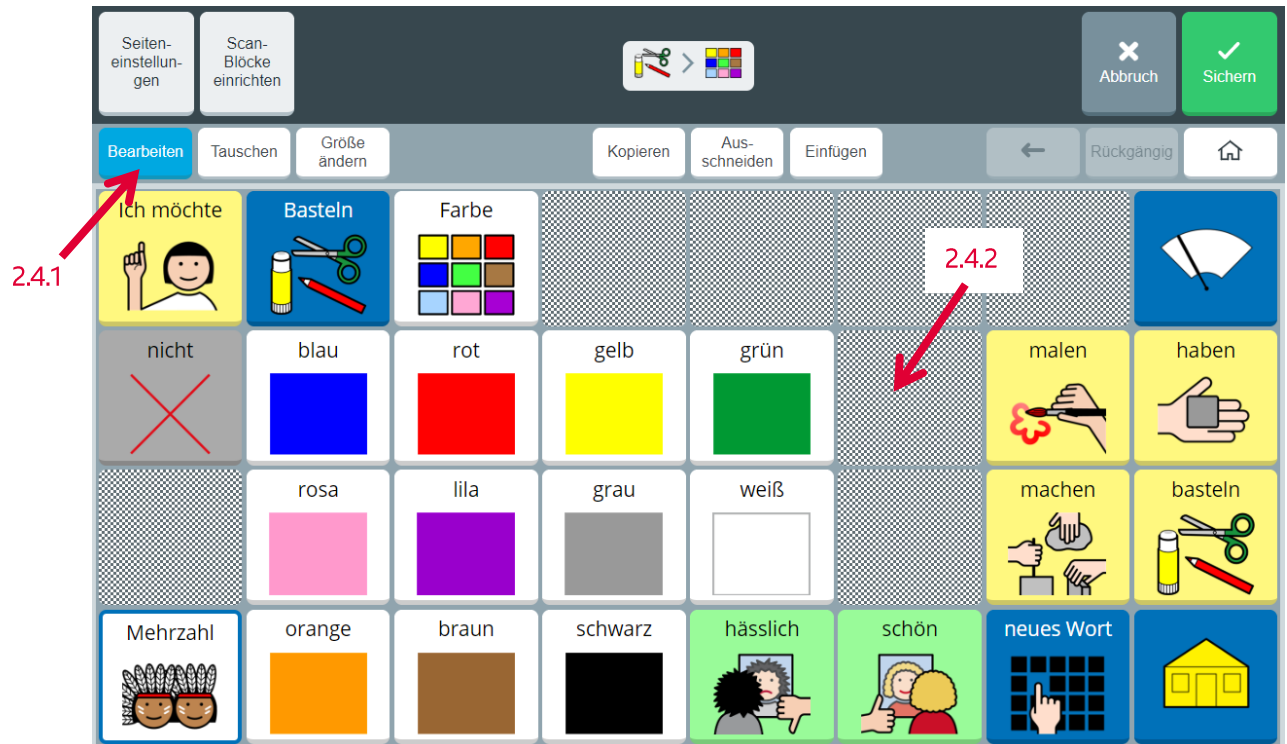 Seiten-
einstellun-
gen
Scan-
Blöcke
einrichten
Abbruch
Sichern
Bearbeiten
Tauschen
Größe
ändern
Kopieren
Aus-
schneiden
Einfügen
Rückgängig
2.4.1
Ich möchte
Basteln
Farbe
2.4.2
nicht
blau
rot
gelb
grün
malen
haben
rosa
lila
grau
weiß
machen
basteln
Mehrzahl
orange
braun
schwarz
hässlich
schön
neues Wort